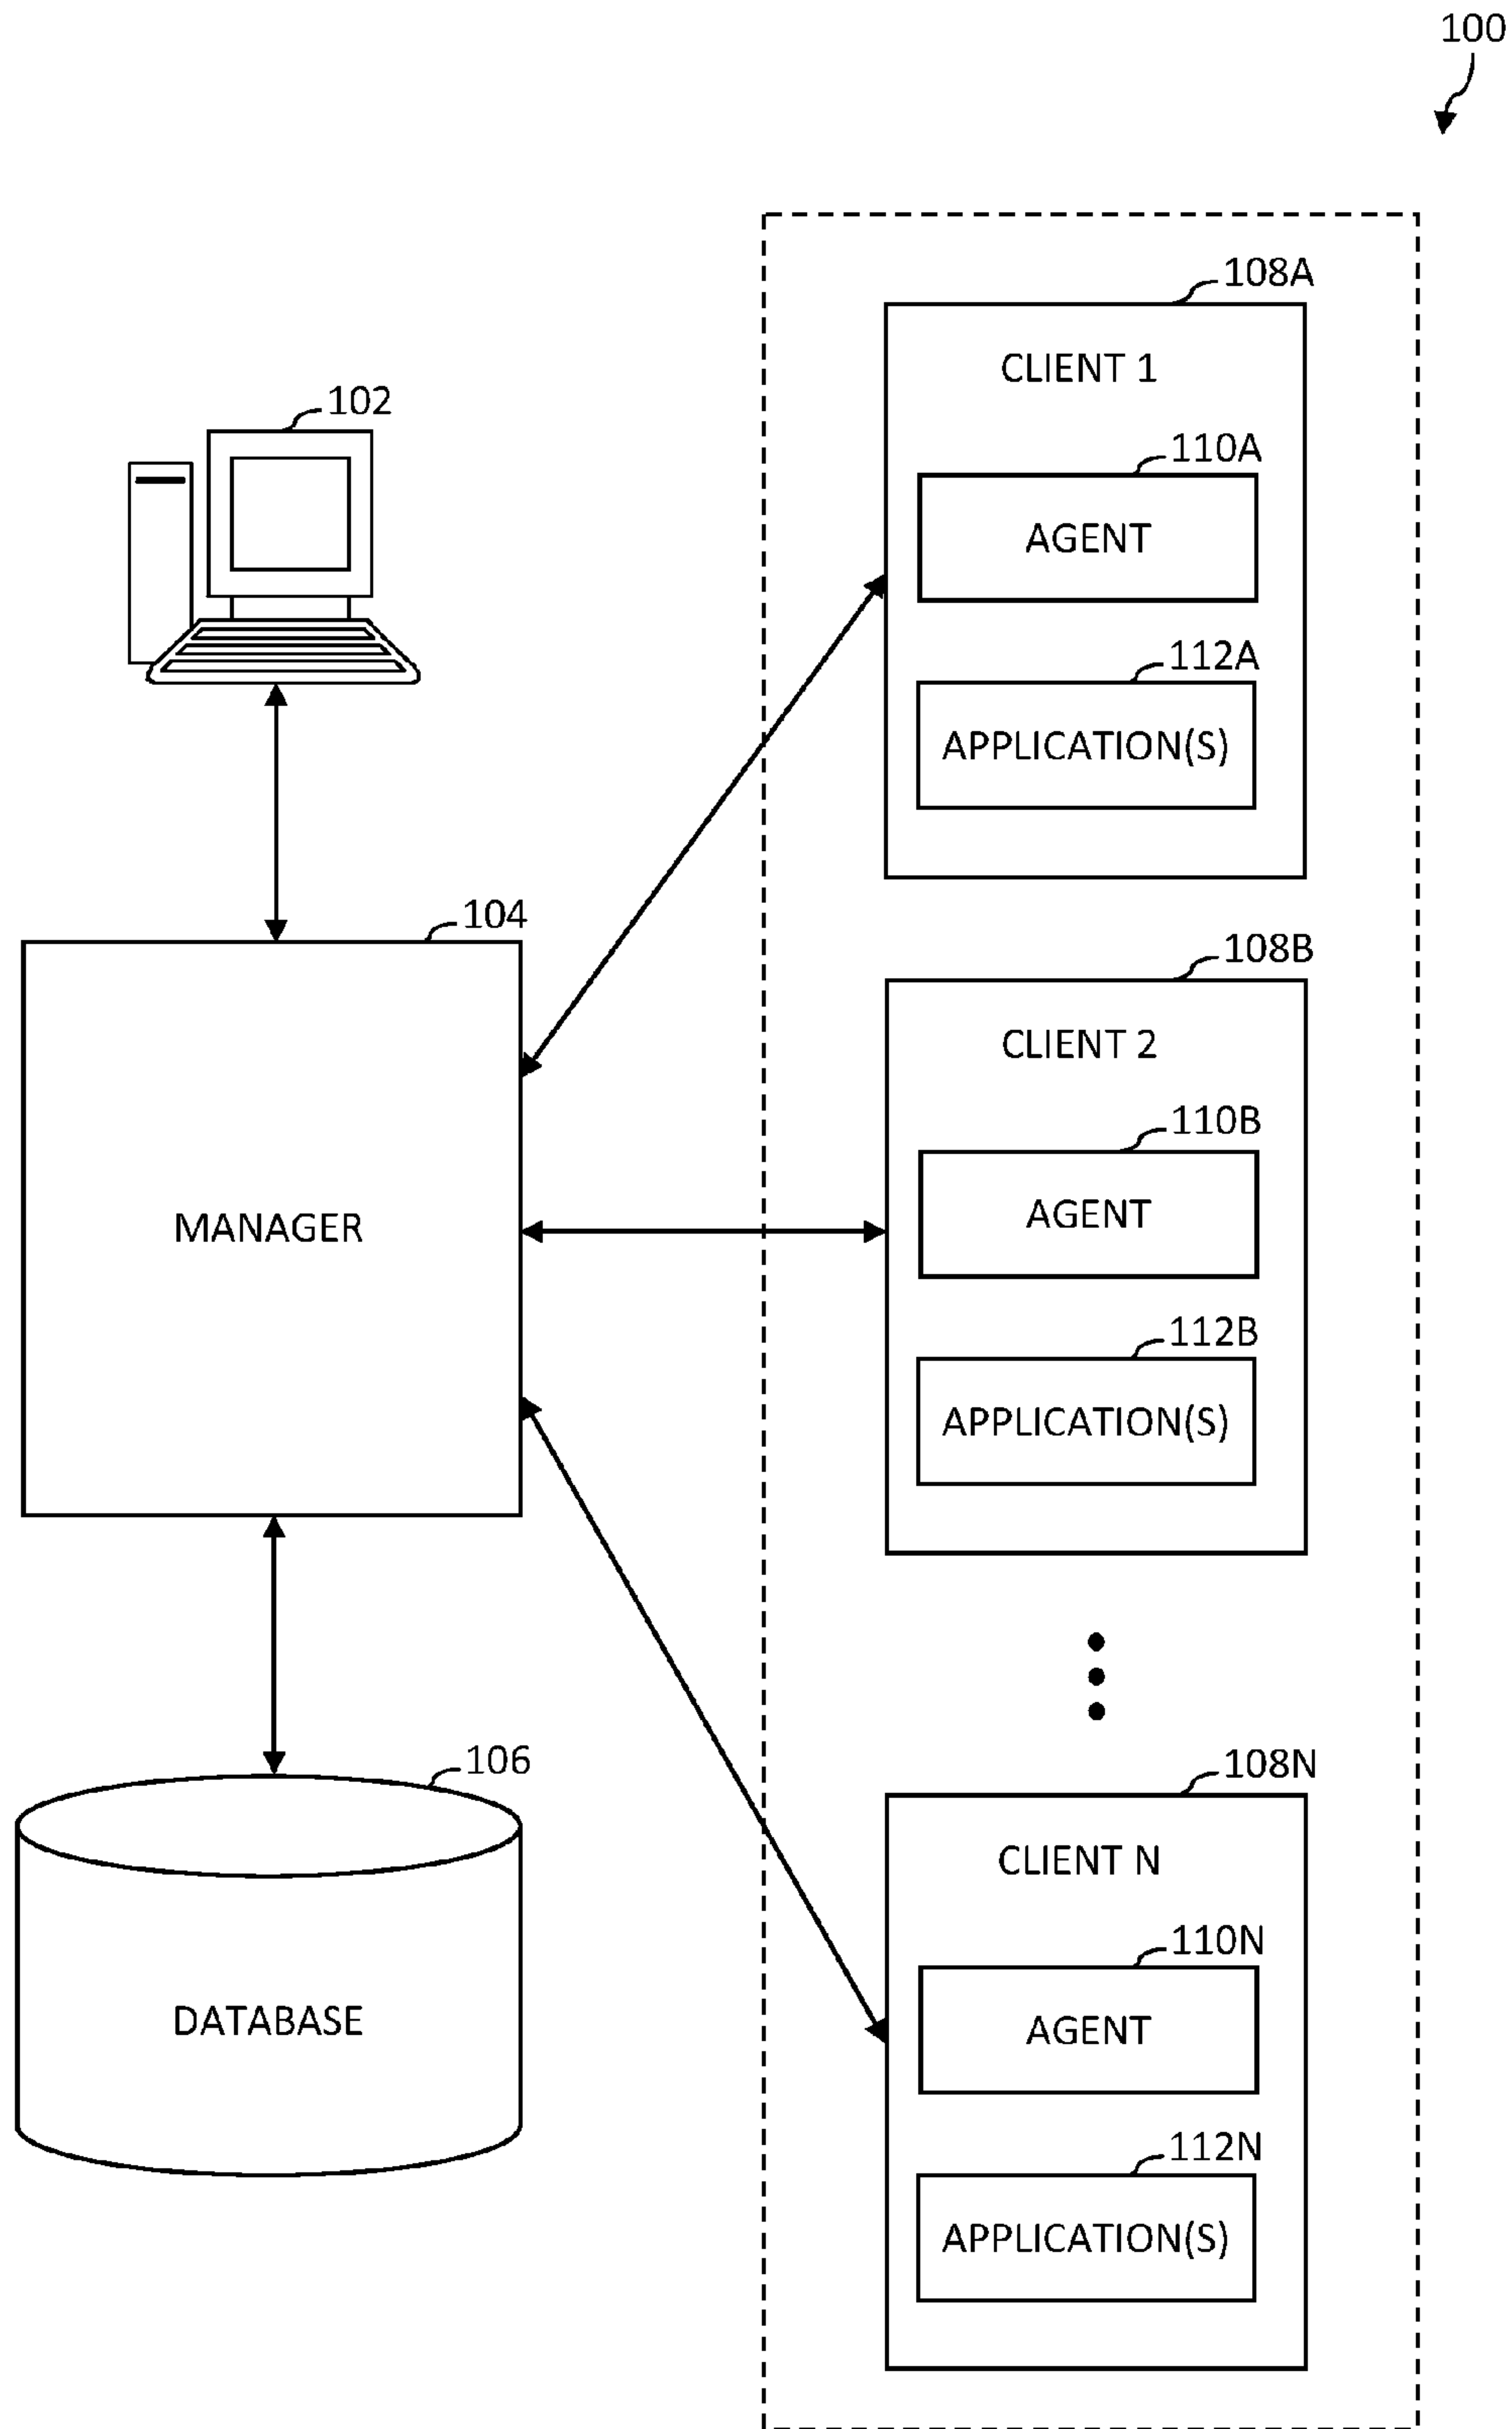 100
102
104
MANAGER
106
DATABASE
108A
CLIENT 1
110A
AGENT
112A
APPLICATION(S)
108B
CLIENT 2
110B
AGENT
112B
APPLICATION(S)
108N
CLIENT N
110N
AGENT
112N
APPLICATION(S)